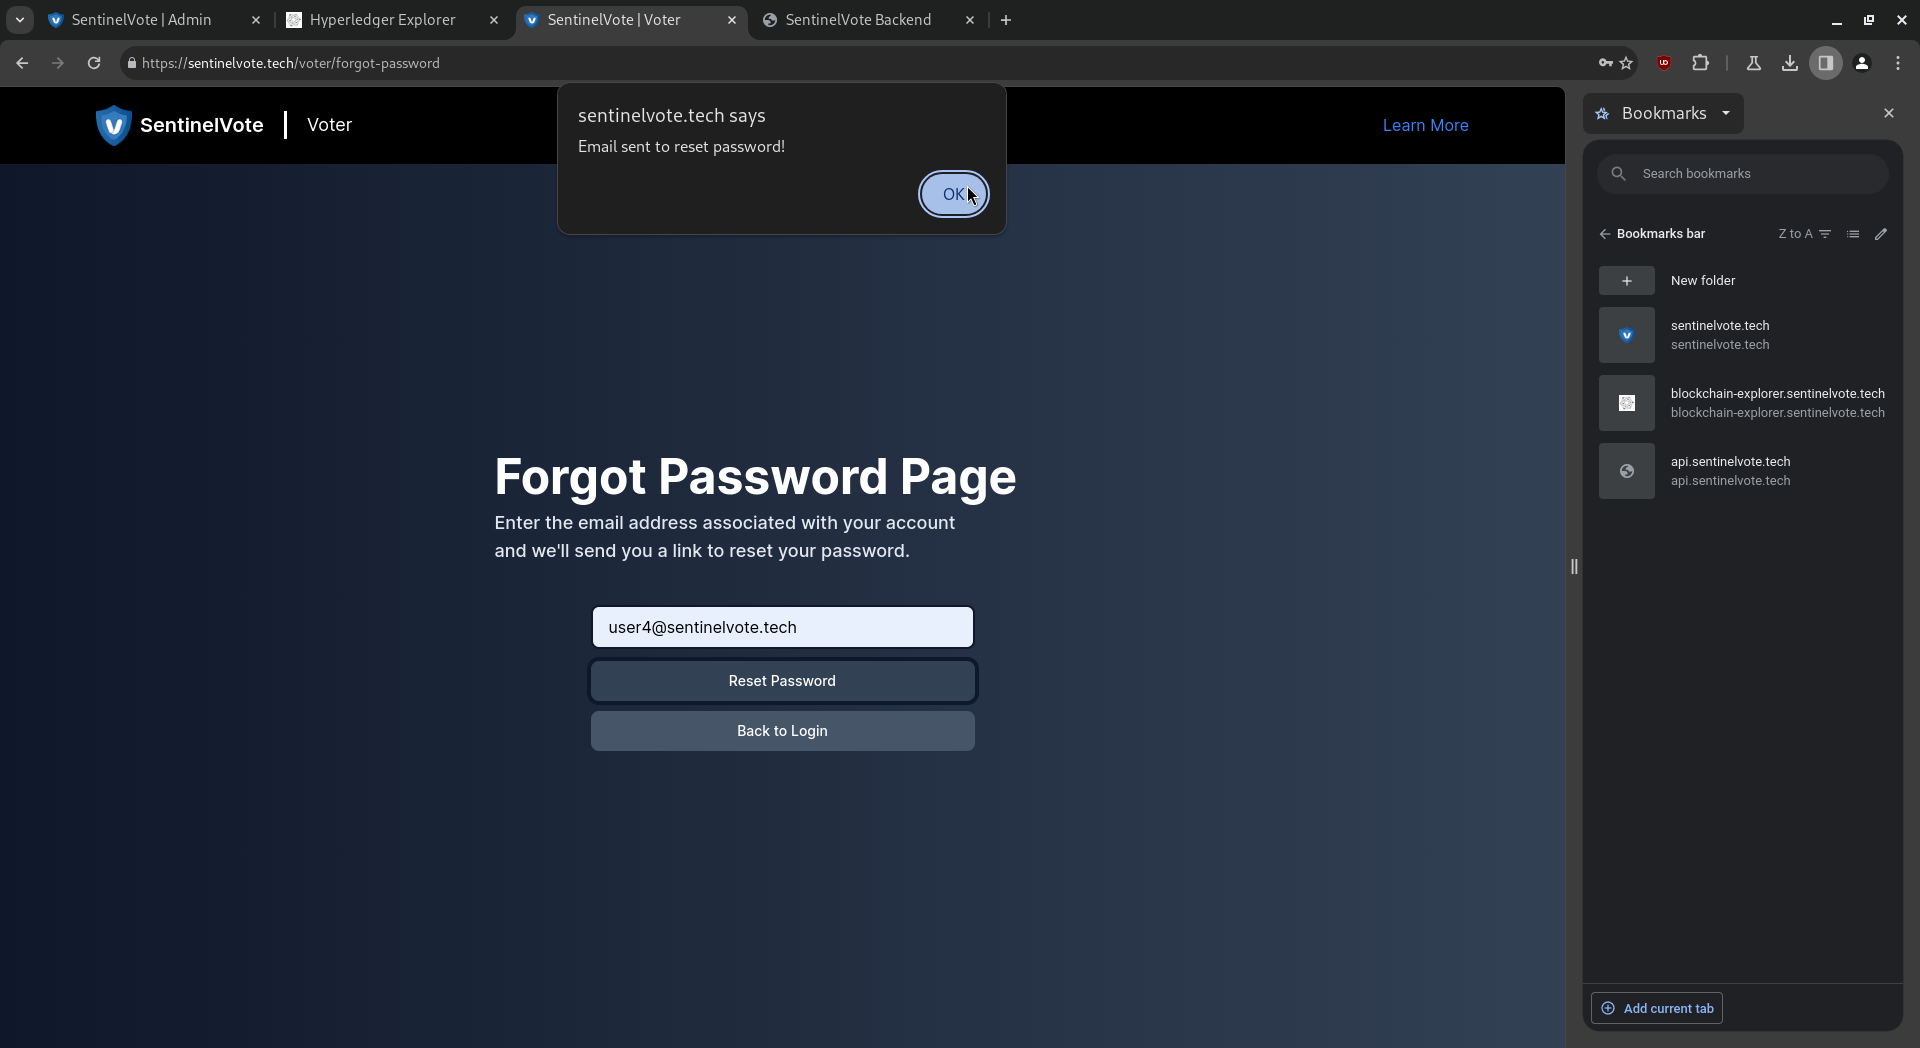 SentinelVote | Admin
Hyperledger Explorer
SentinelVote | Voter
SentinelVote Backend
https://sentinelvote.tech/voter/forgot-password
SentinelVote | Voter
Learn More
sentinelvote.tech says
Email sent to reset password!
OK
Forgot Password Page
Enter the email address associated with your account
and we'll send you a link to reset your password.
user4@sentinelvote.tech
Reset Password
Back to Login
Bookmarks
Search bookmarks
Bookmarks bar
Z to A
New folder
sentinelvote.tech
sentinelvote.tech
blockchain-explorer.sentinelvote.tech
blockchain-explorer.sentinelvote.tech
api.sentinelvote.tech
api.sentinelvote.tech
Add current tab